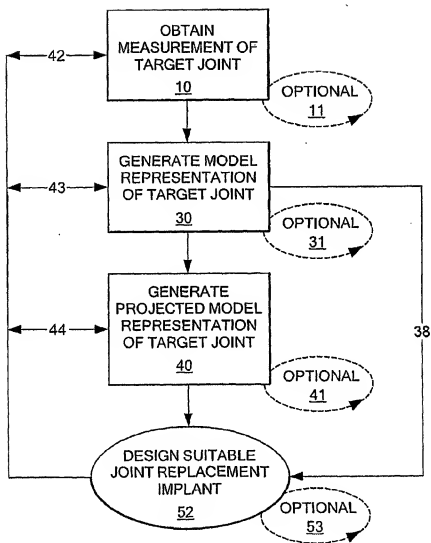 OBTAIN
MEASUREMENT OF
TARGET JOINT
10
42
OPTIONAL
11
GENERATE MODEL
REPRESENTATION
OF TARGET JOINT
30
43
OPTIONAL
31
GENERATE
PROJECTED MODEL
REPRESENTATION
OF TARGET JOINT
40
44
38
OPTIONAL
41
DESIGN SUITABLE
JOINT REPLACEMENT
IMPLANT
52
OPTIONAL
53